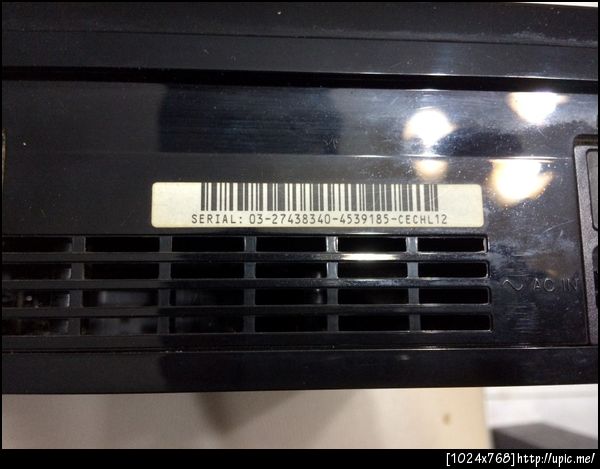 SERIAL: 03-27438340-4539185-CECHL12
AC IN
[1024x768]http://upic.me/